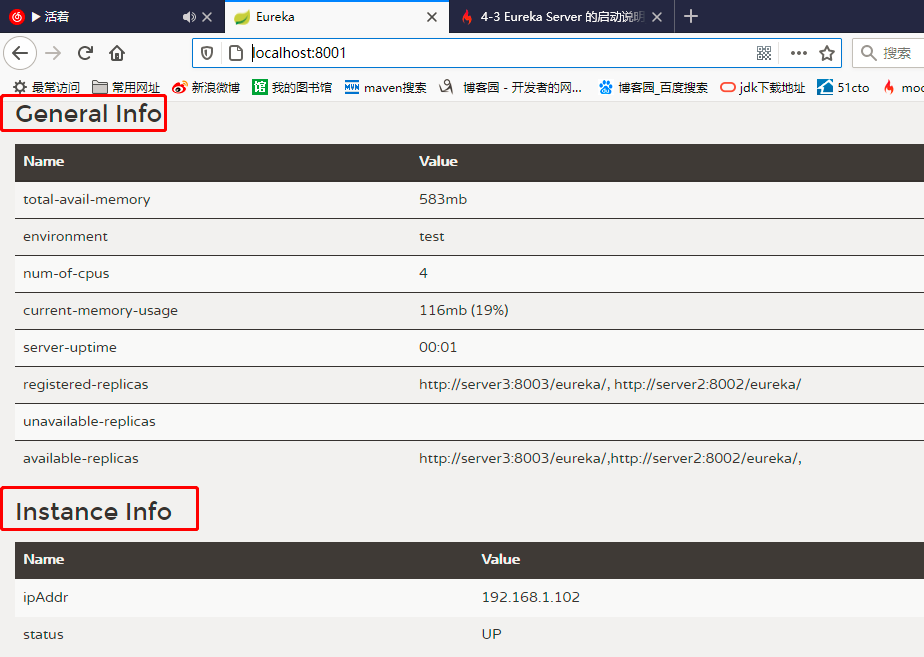 活着
Eureka
4-3 Eureka Server 的启动说明
localhost:8001
搜索
最常访问 常用网址 新浪微博 我的图书馆 MVN maven搜索 博客园 - 开发者的网... 博客园_百度搜索 jdk下载地址 51cto moo
General Info
Name Value
total-avail-memory 583mb
environment test
num-of-cpus 4
current-memory-usage 116mb (19%)
server-uptime 00:01
registered-replicas http://server3:8003/eureka/, http://server2:8002/eureka/
unavailable-replicas
available-replicas http://server3:8003/eureka/,http://server2:8002/eureka/,
Instance Info
Name Value
ipAddr 192.168.1.102
status UP